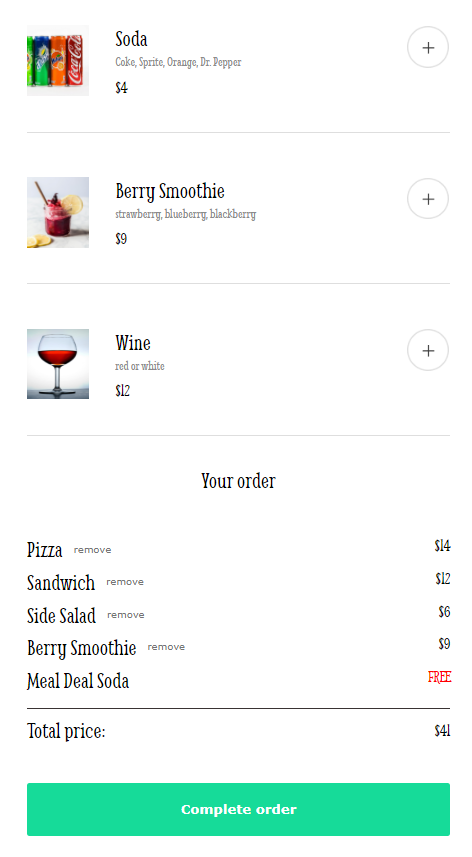 Soda
Coke, Sprite, Orange, Dr. Pepper
$4
Berry Smoothie
strawberry, blueberry, blackberry
$9
Wine
red or white
$12
Your order
Pizza remove $14
Sandwich remove $12
Side Salad remove $6
Berry Smoothie remove $9
Meal Deal Soda FREE
Total price: $41
Complete order